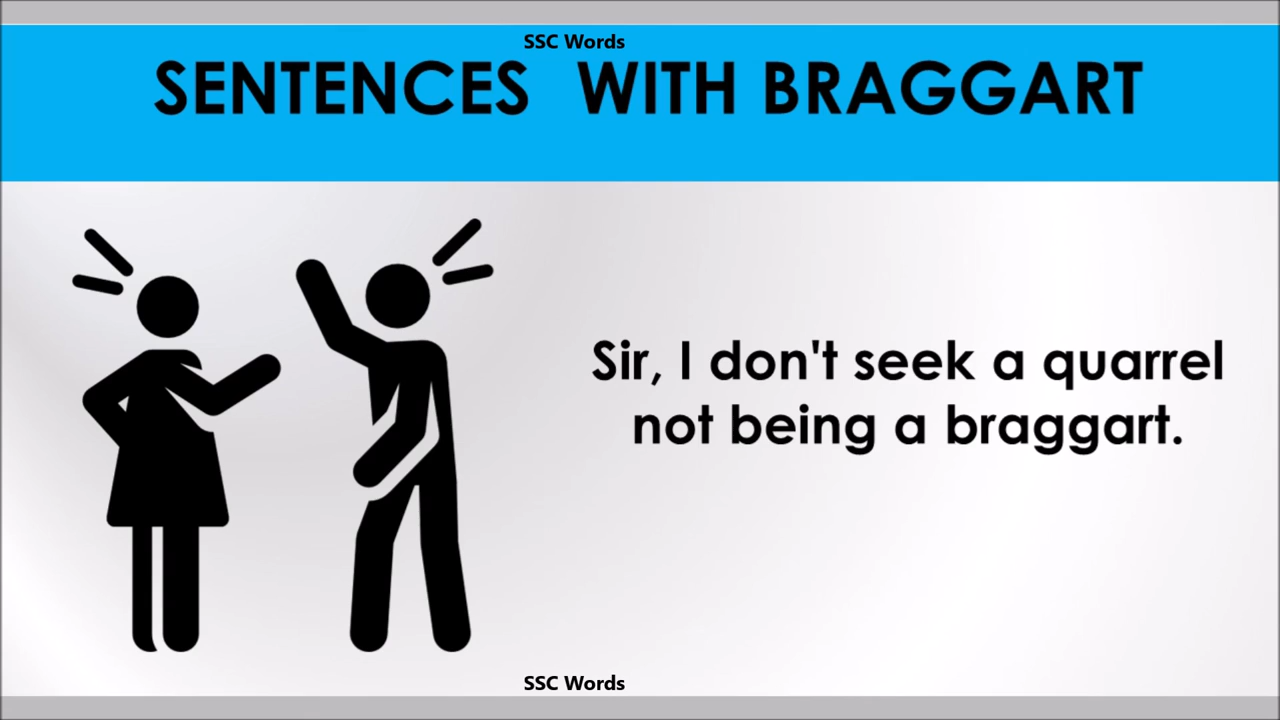 SSC Words
SENTENCES WITH BRAGGART
Sir, I don't seek a quarrel
not being a braggart.
SSC Words